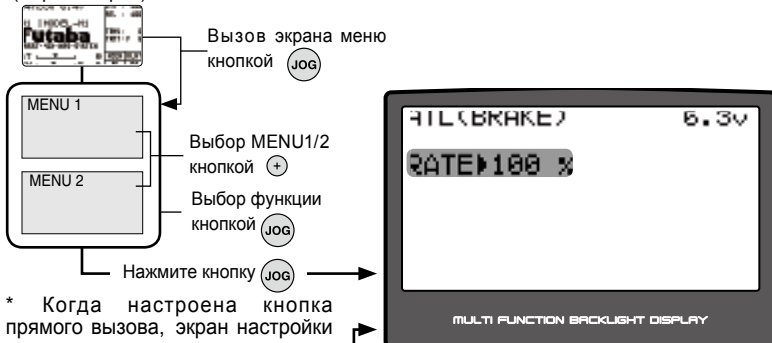 Futaba
Вызов экрана меню
кнопкой JOG
MENU 1
Выбор MENU1/2
кнопкой +
MENU 2
Выбор функции
кнопкой JOG
Нажмите кнопку JOG
* Когда настроена кнопка
прямого вызова, экран настройки
ATL(BRAKE) 6.3v
RATE▶100 %
MULTI FUNCTION BACKLIGHT DISPLAY